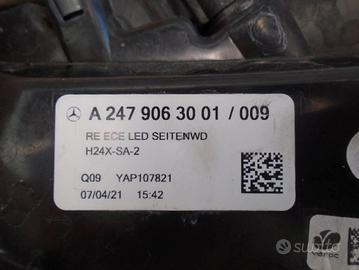 A 247 906 30 01 / 009
RE ECE LED SEITENWD
H24X-SA-2
Q09 YAP107821
07/04/21 15:42
varoc
subito